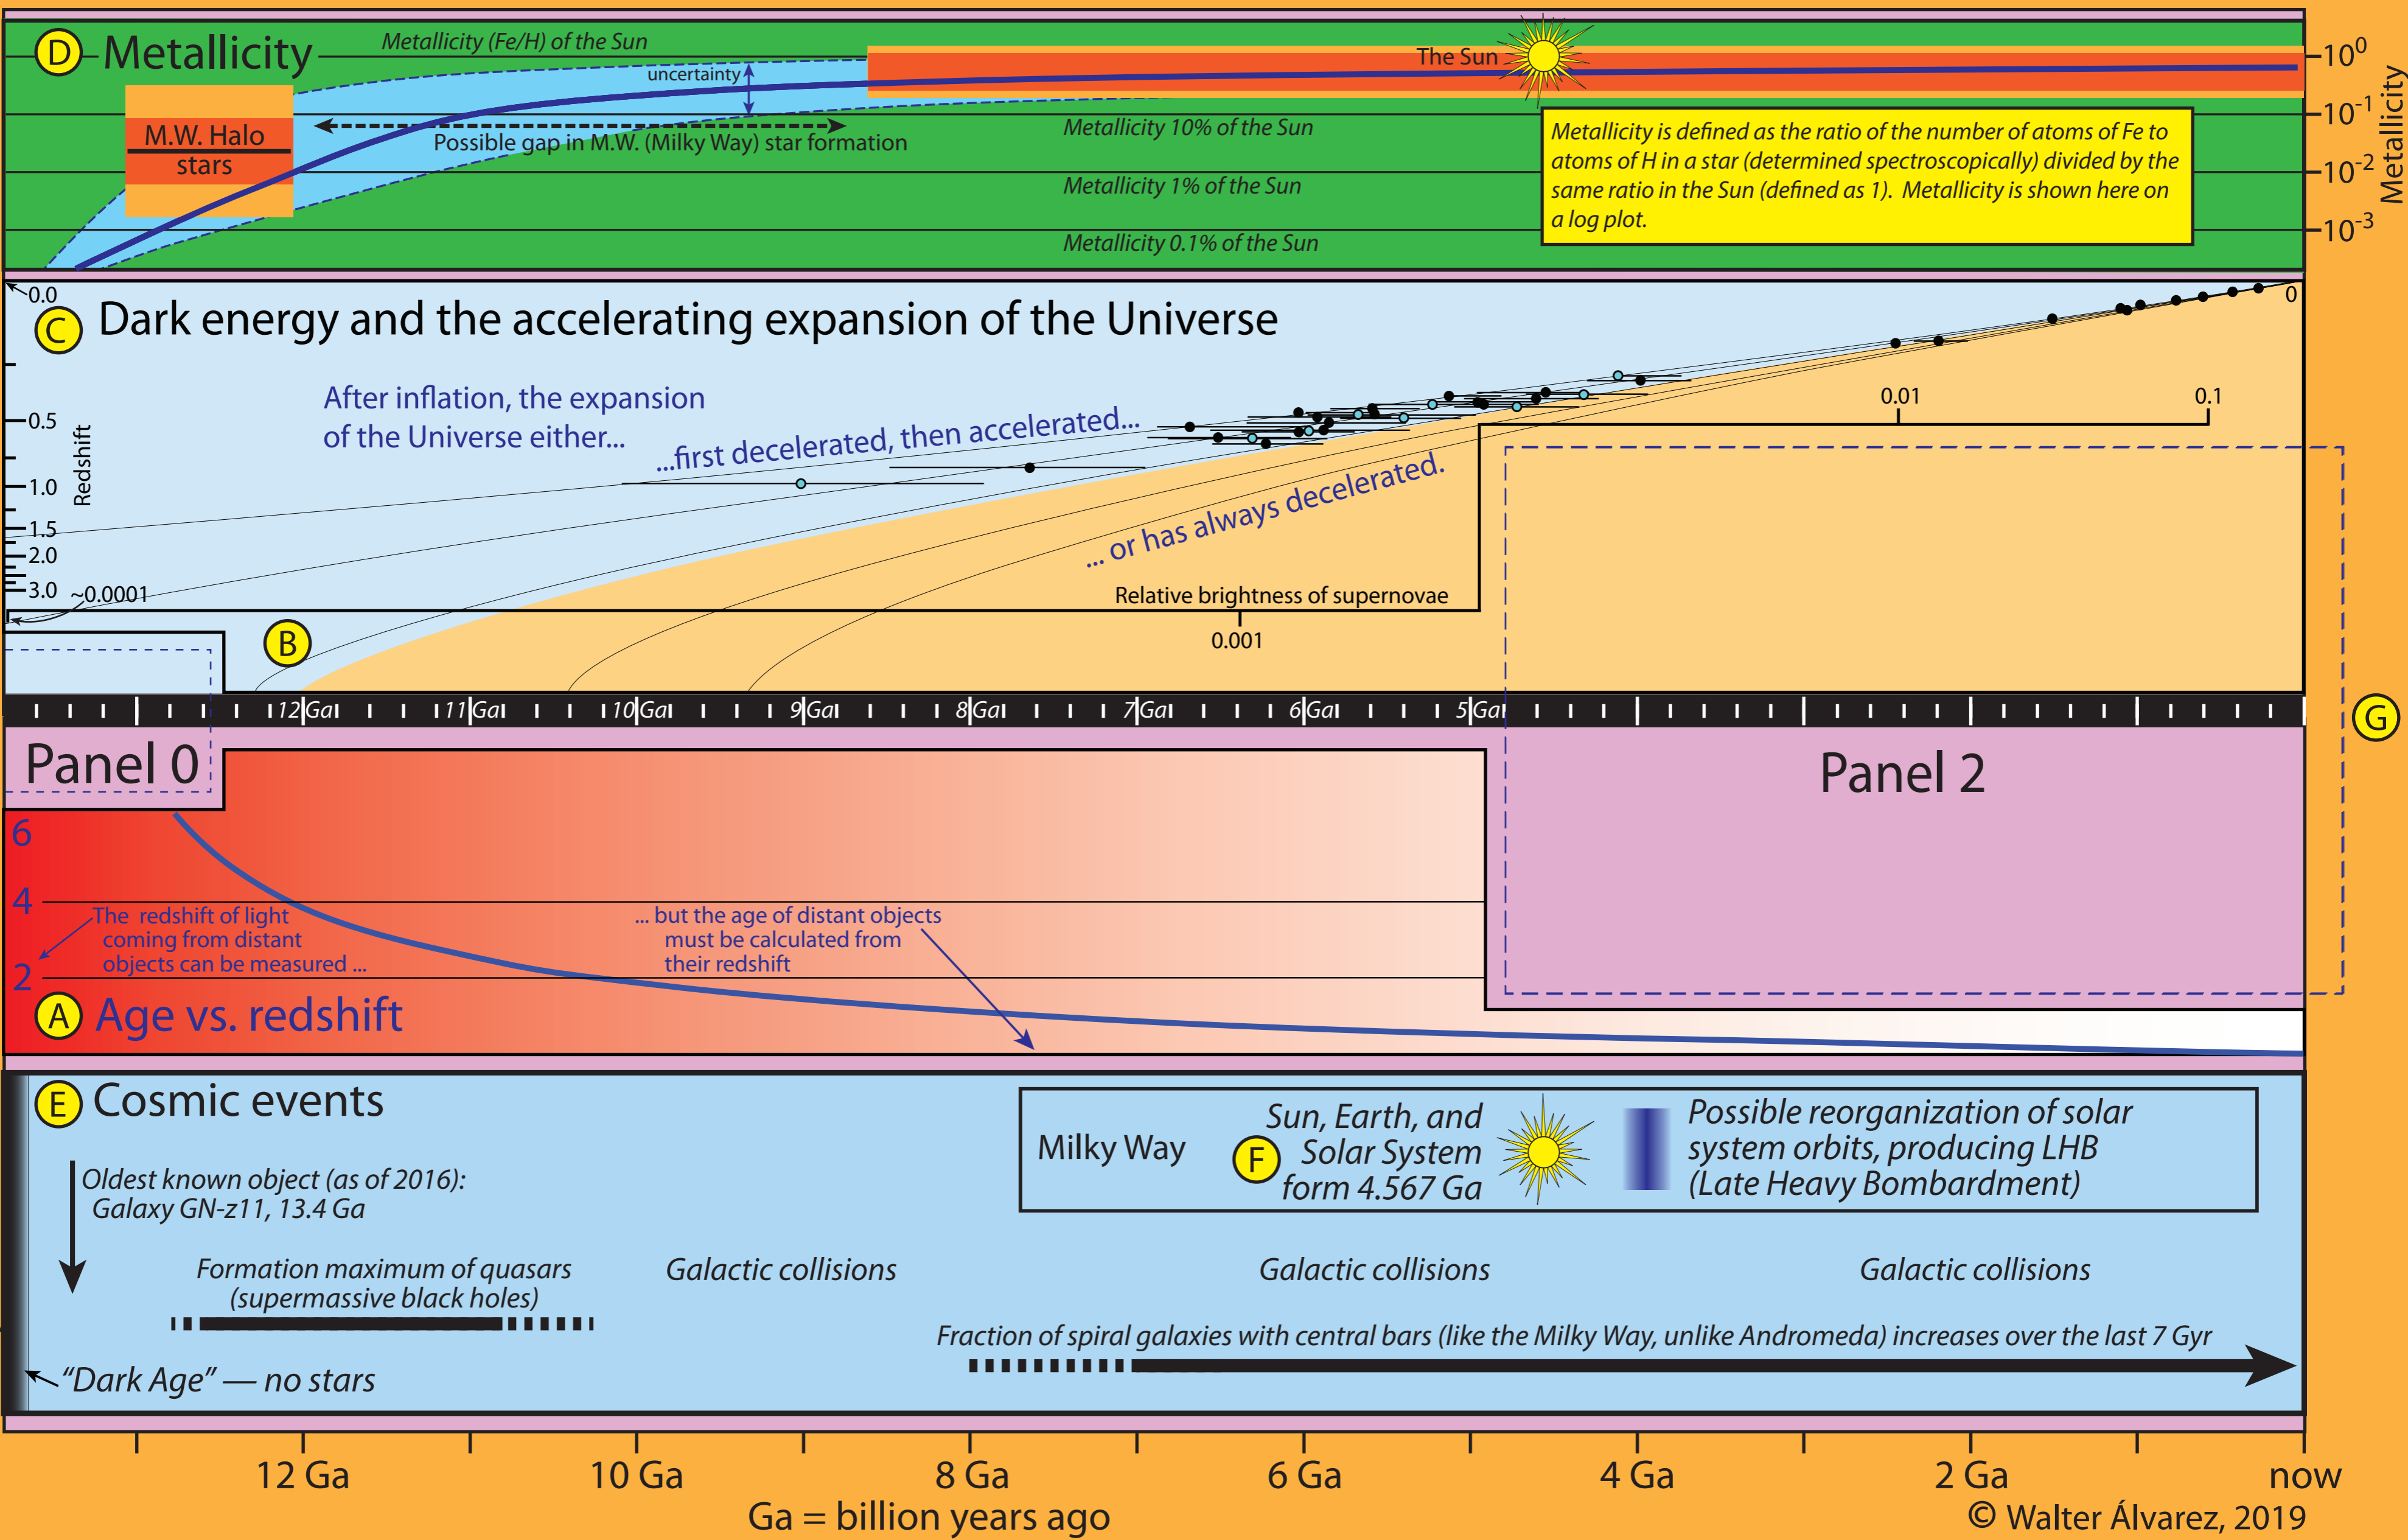 D Metallicity
Metallicity (Fe/H) of the Sun
uncertainty
The Sun
M.W. Halo
stars
Possible gap in M.W. (Milky Way) star formation
Metallicity 10% of the Sun
Metallicity 1% of the Sun
Metallicity 0.1% of the Sun
Metallicity is defined as the ratio of the number of atoms of Fe to
atoms of H in a star (determined spectroscopically) divided by the
same ratio in the Sun (defined as 1). Metallicity is shown here on
a log plot.
10⁰
10⁻¹
10⁻²
10⁻³
Metallicity
0.0
C Dark energy and the accelerating expansion of the Universe
0
After inflation, the expansion
of the Universe either...
...first decelerated, then accelerated...
... or has always decelerated.
0.5
1.0
1.5
2.0
3.0
Redshift
~0.0001
0.01
0.1
Relative brightness of supernovae
0.001
B
12 Ga
11 Ga
10 Ga
9 Ga
8 Ga
7 Ga
6 Ga
5 Ga
G
Panel 0
Panel 2
6
4
2
The redshift of light
coming from distant
objects can be measured ...
... but the age of distant objects
must be calculated from
their redshift
A Age vs. redshift
E Cosmic events
Oldest known object (as of 2016):
Galaxy GN-z11, 13.4 Ga
Milky Way
F
Sun, Earth, and
Solar System
form 4.567 Ga
Possible reorganization of solar
system orbits, producing LHB
(Late Heavy Bombardment)
Formation maximum of quasars
(supermassive black holes)
Galactic collisions
Galactic collisions
Galactic collisions
Fraction of spiral galaxies with central bars (like the Milky Way, unlike Andromeda) increases over the last 7 Gyr
“Dark Age” — no stars
12 Ga
10 Ga
8 Ga
6 Ga
4 Ga
2 Ga
now
Ga = billion years ago
© Walter Álvarez, 2019